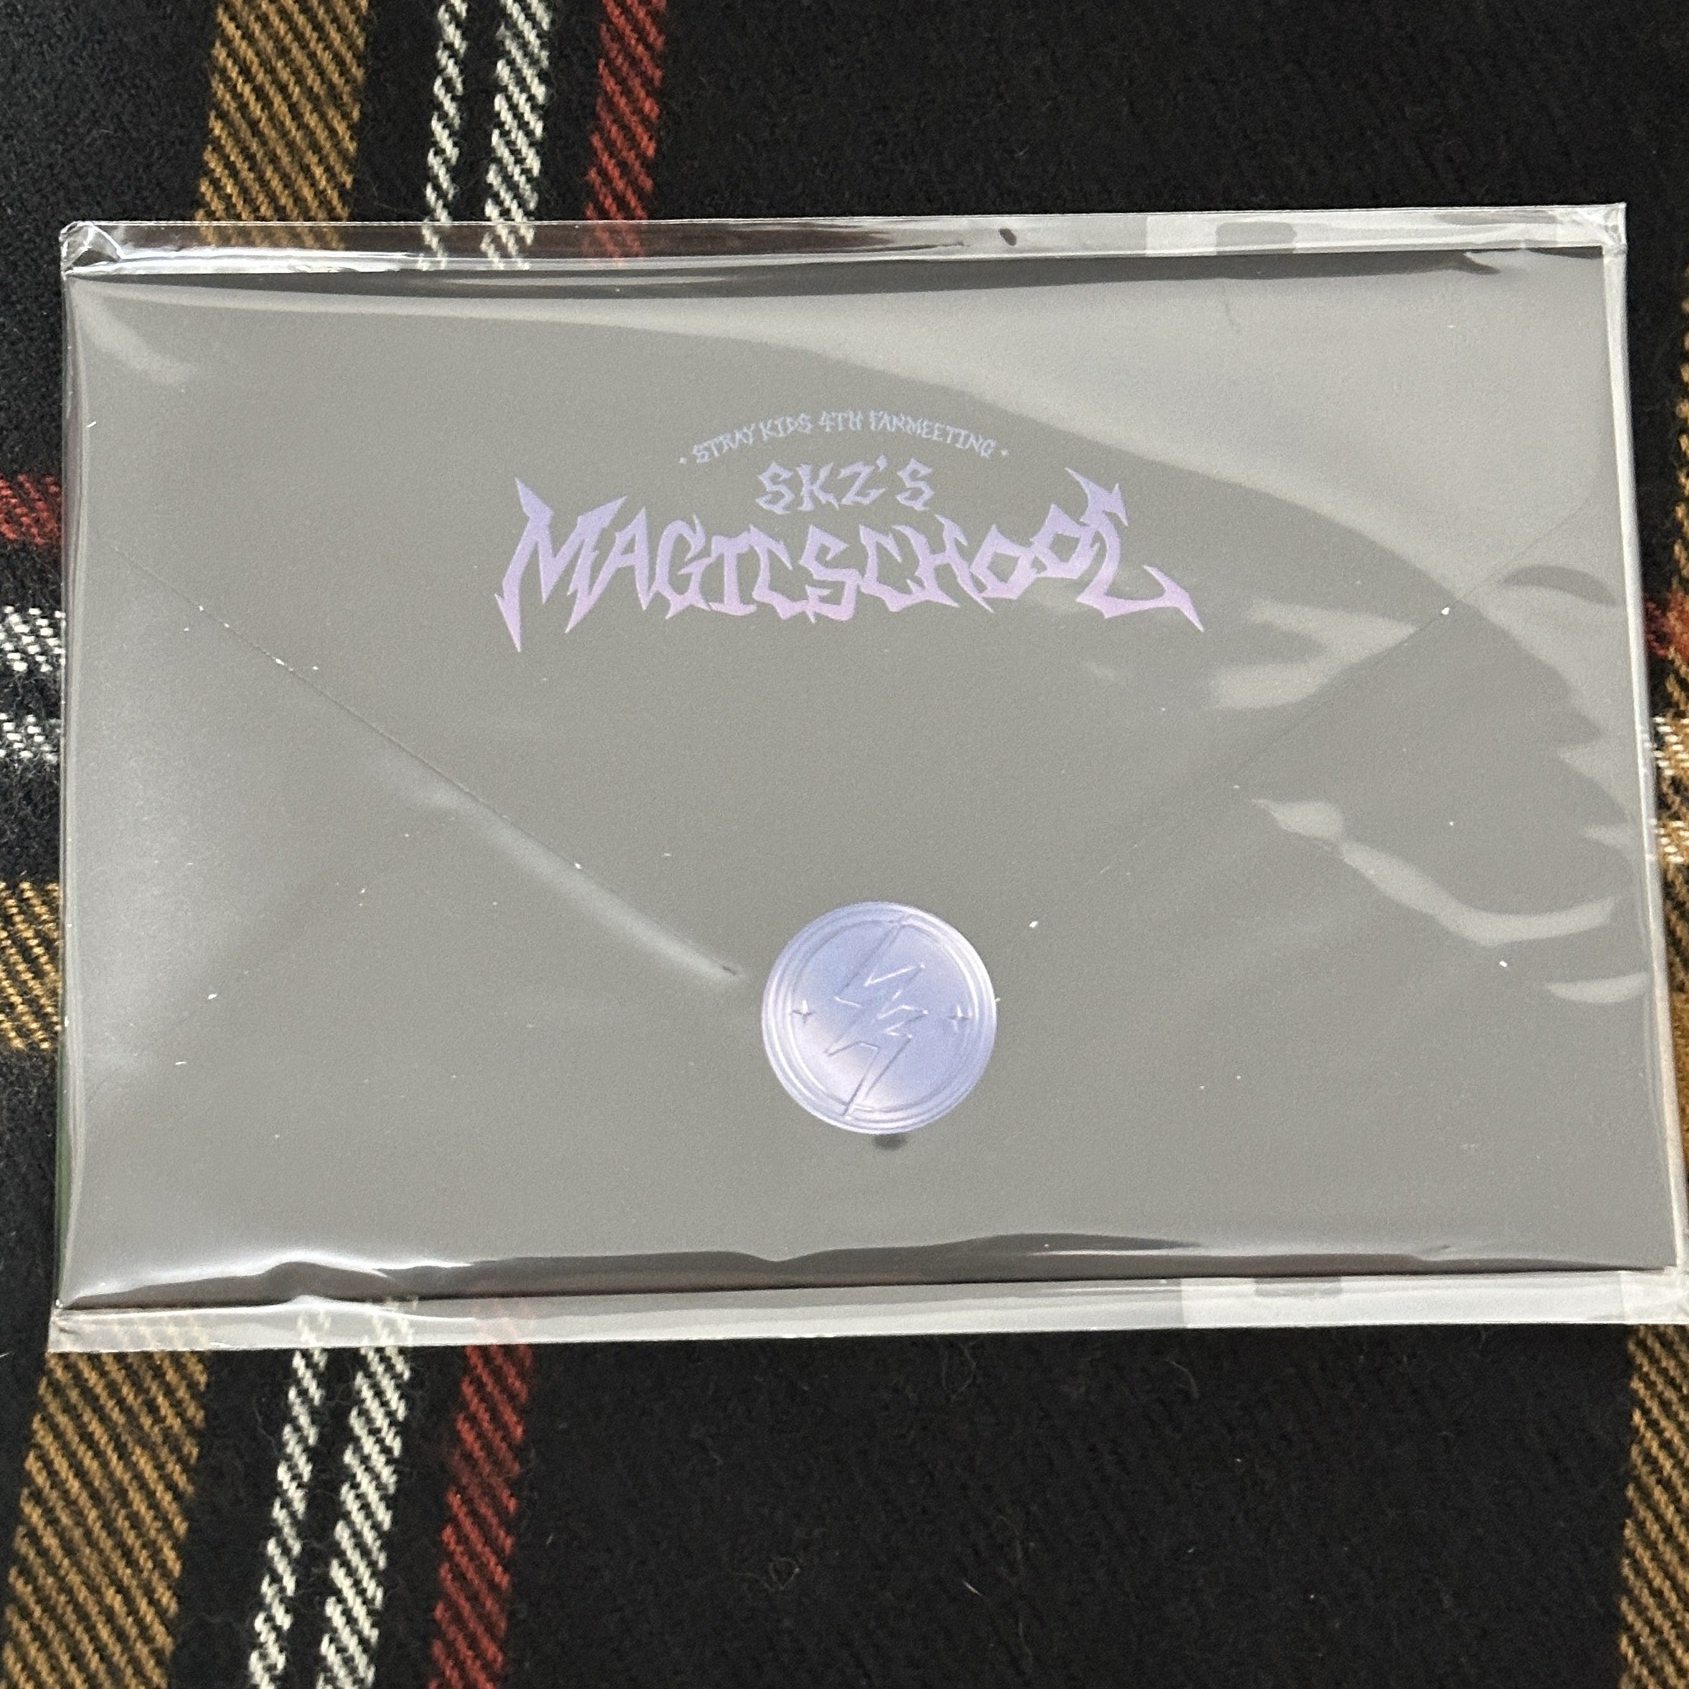 • STRAY KIDS 4TH FANMEETING •
SKZ'S
MAGIC SCHOOL